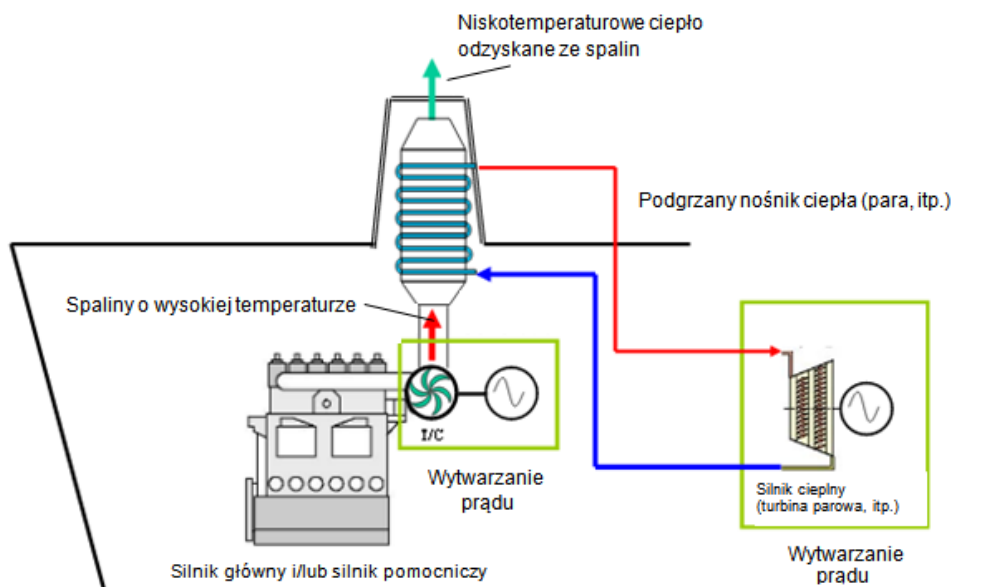 Niskotemperaturowe ciepło
odzyskane ze spalin
Podgrzany nośnik ciepła (para, itp.)
Spaliny o wysokiej temperaturze
I/C
Wytwarzanie
prądu
Silnik cieplny
(turbina parowa, itp.)
Wytwarzanie
prądu
Silnik główny i/lub silnik pomocniczy